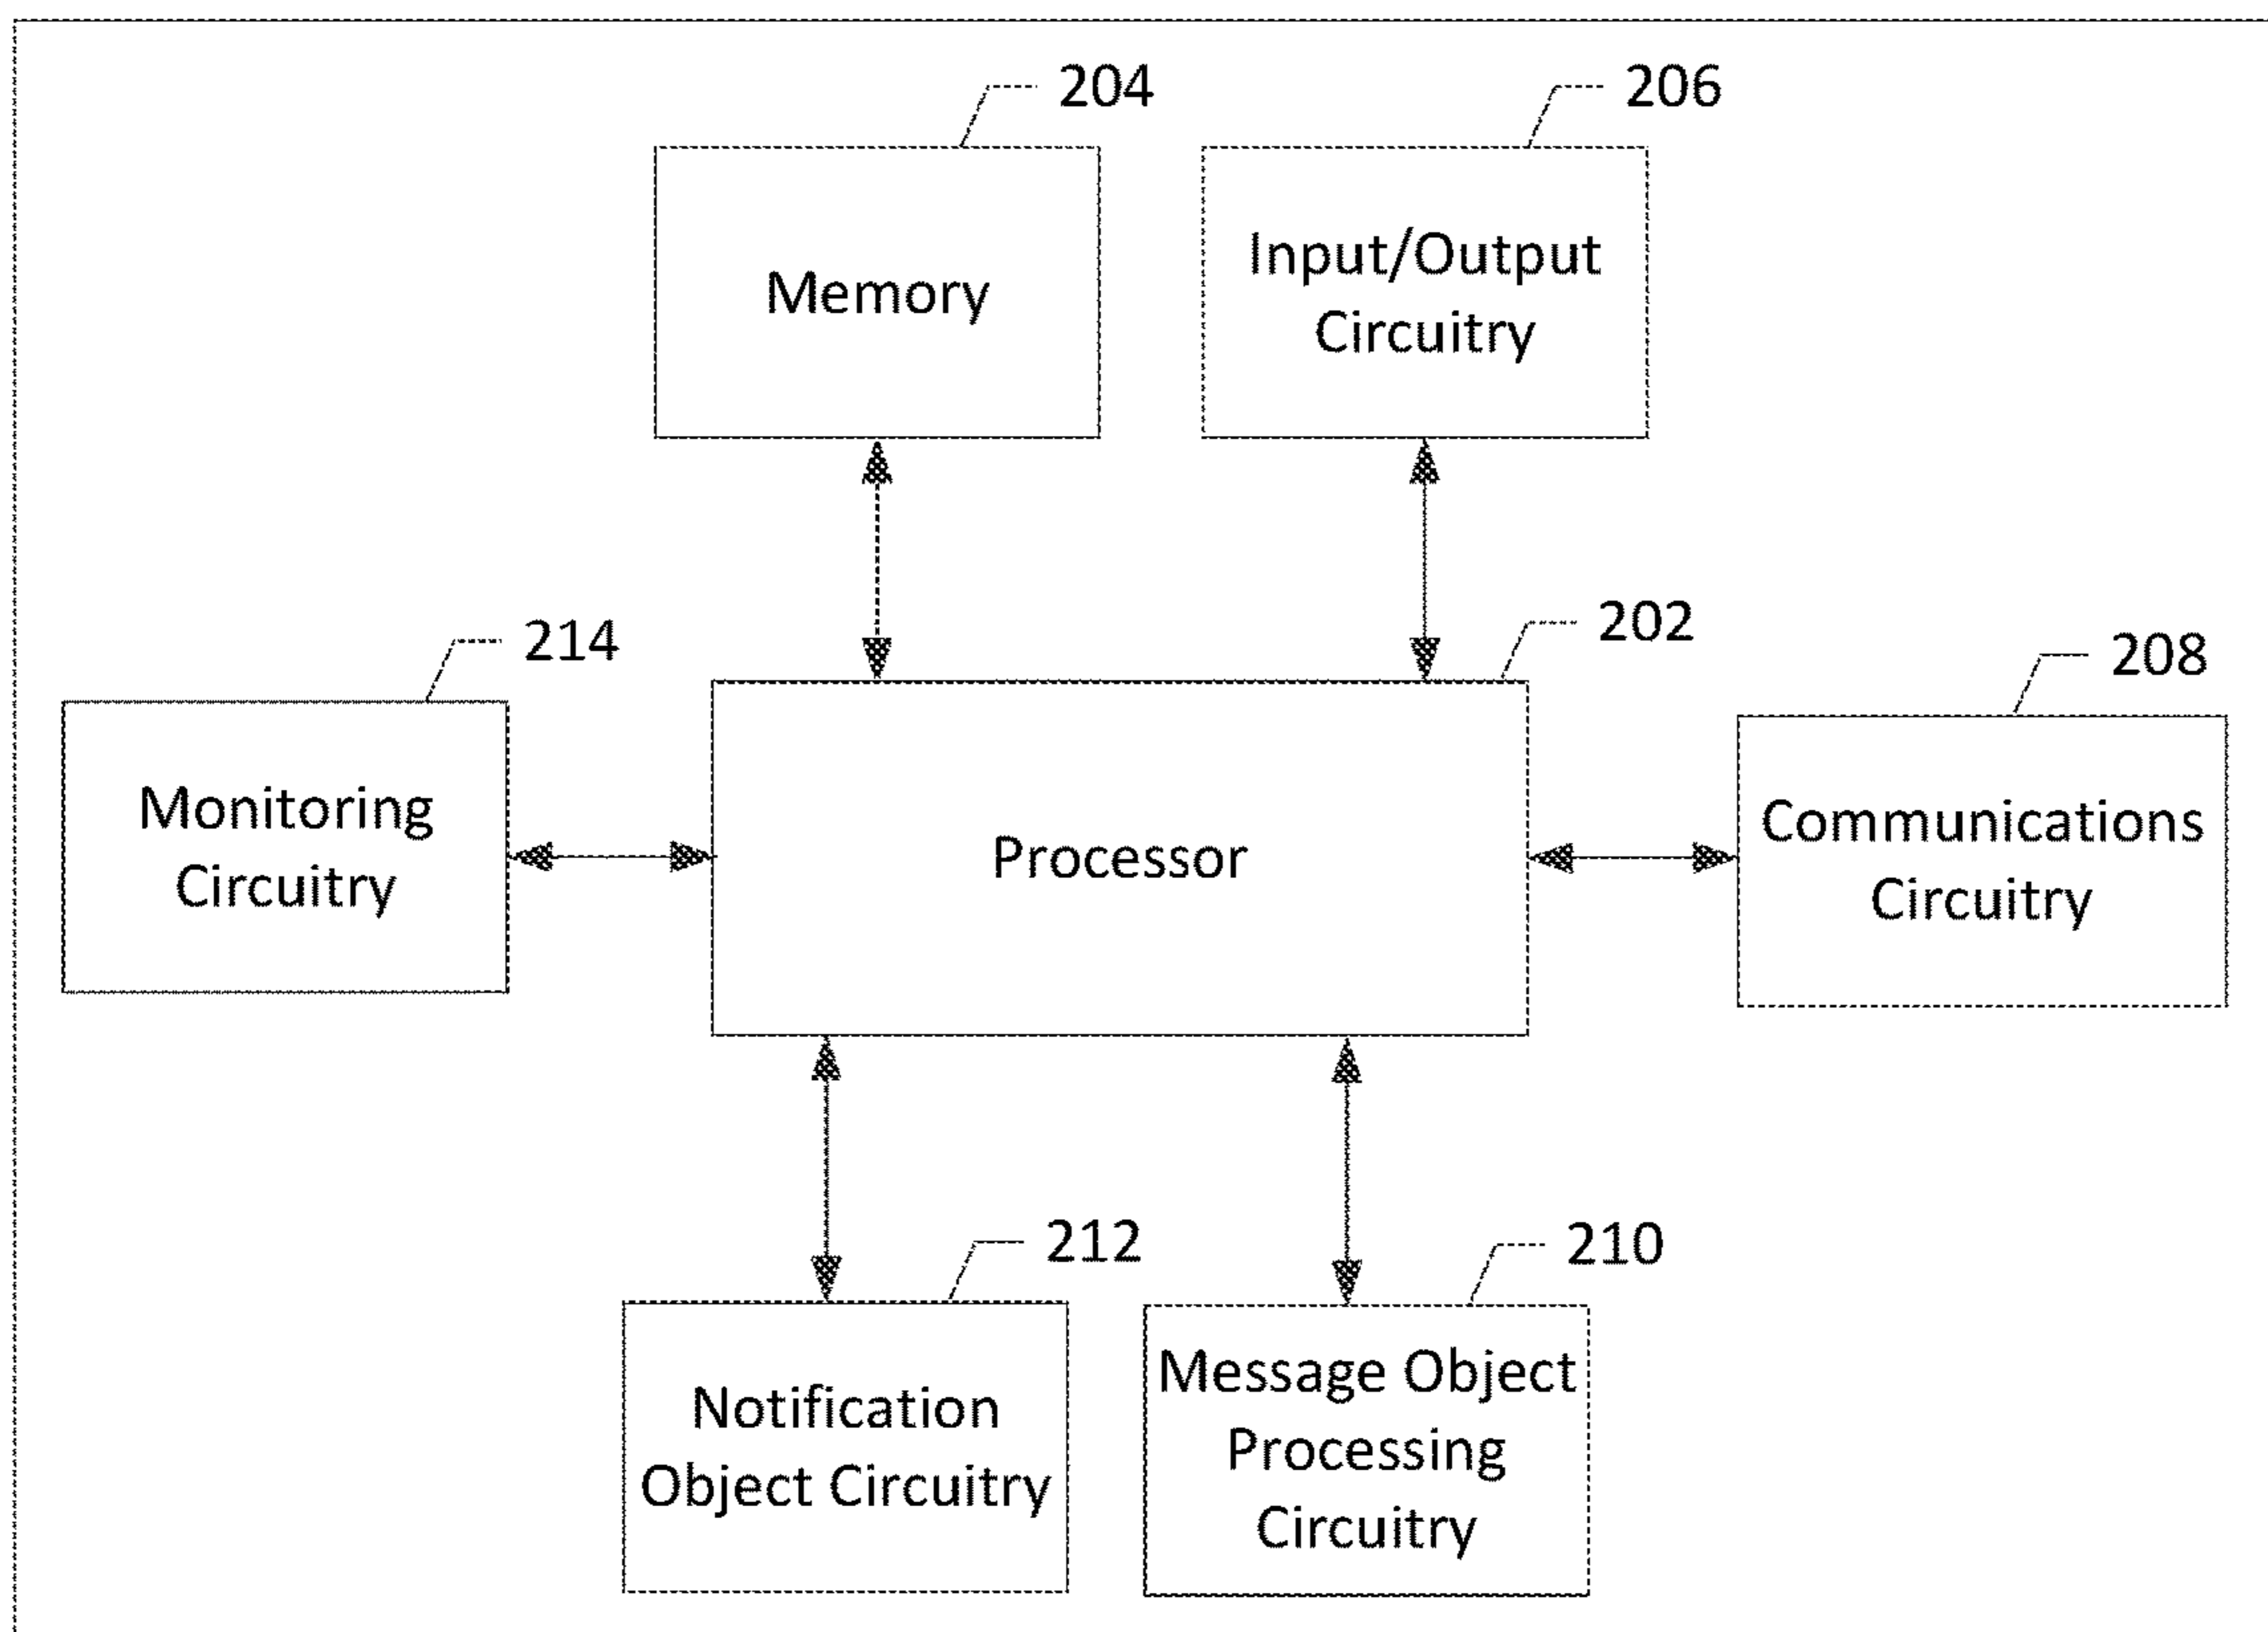 204
206
Memory
Input/Output
Circuitry
214
202
208
Monitoring
Circuitry
Processor
Communications
Circuitry
212
210
Notification
Object Circuitry
Message Object
Processing
Circuitry